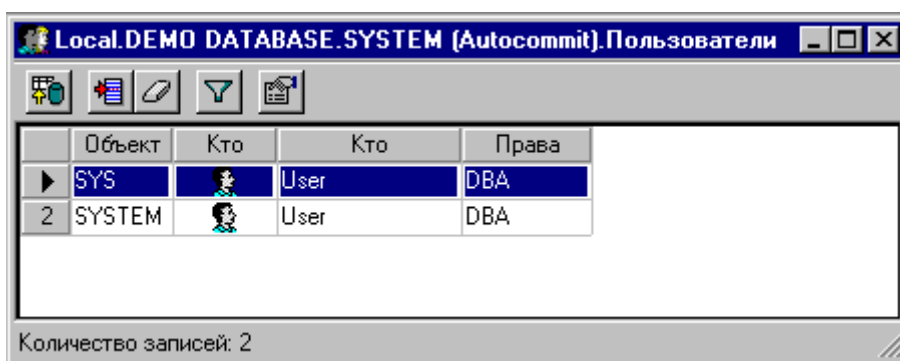 Local.DEMO DATABASE.SYSTEM (Autocommit).Пользователи
Объект Кто Кто Права
SYS User DBA
2 SYSTEM User DBA
Количество записей: 2